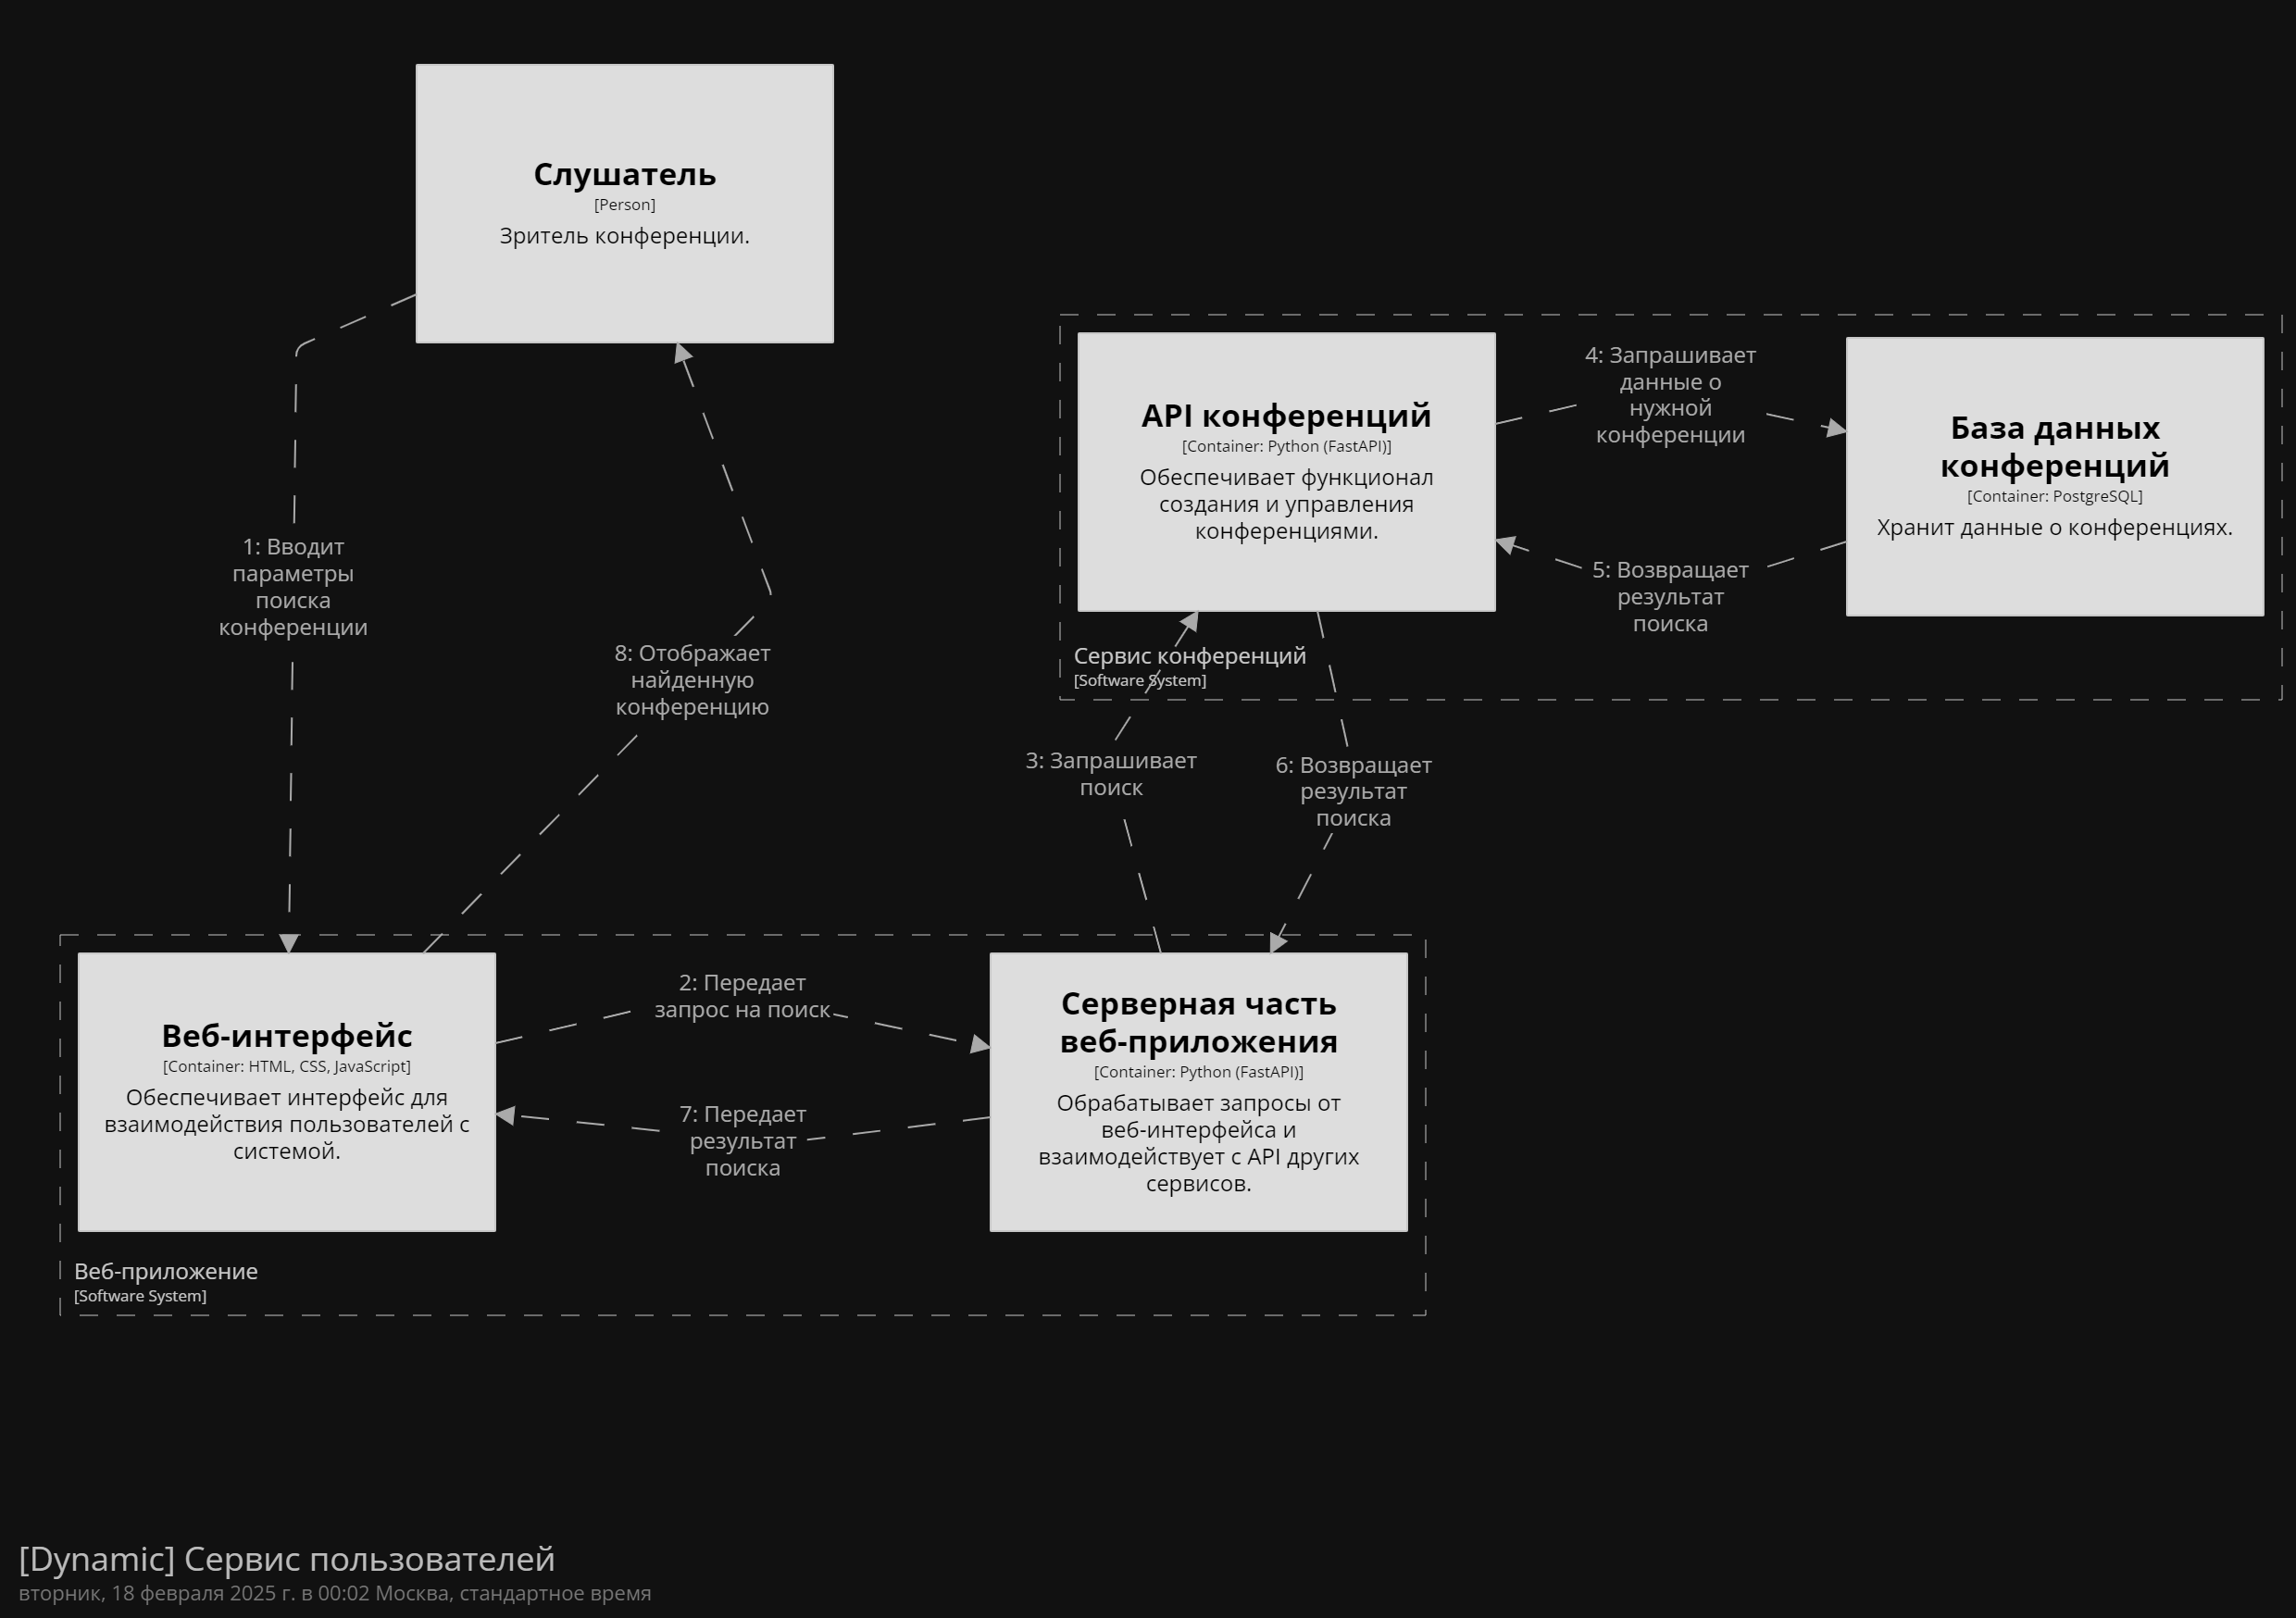 Слушатель
[Person]
Зритель конференции.
API конференций
[Container: Python (FastAPI)]
Обеспечивает функционал
создания и управления
конференциями.
4: Запрашивает
данные о
нужной
конференции
База данных
конференций
[Container: PostgreSQL]
Хранит данные о конференциях.
5: Возвращает
результат
поиска
Сервис конференций
[Software System]
1: Вводит
параметры
поиска
конференции
8: Отображает
найденную
конференцию
3: Запрашивает
поиск
6: Возвращает
результат
поиска
Веб-интерфейс
[Container: HTML, CSS, JavaScript]
Обеспечивает интерфейс для
взаимодействия пользователей с
системой.
2: Передает
запрос на поиск
7: Передает
результат
поиска
Серверная часть
веб-приложения
[Container: Python (FastAPI)]
Обрабатывает запросы от
веб-интерфейса и
взаимодействует с API других
сервисов.
Веб-приложение
[Software System]
[Dynamic] Сервис пользователей
вторник, 18 февраля 2025 г. в 00:02 Москва, стандартное время